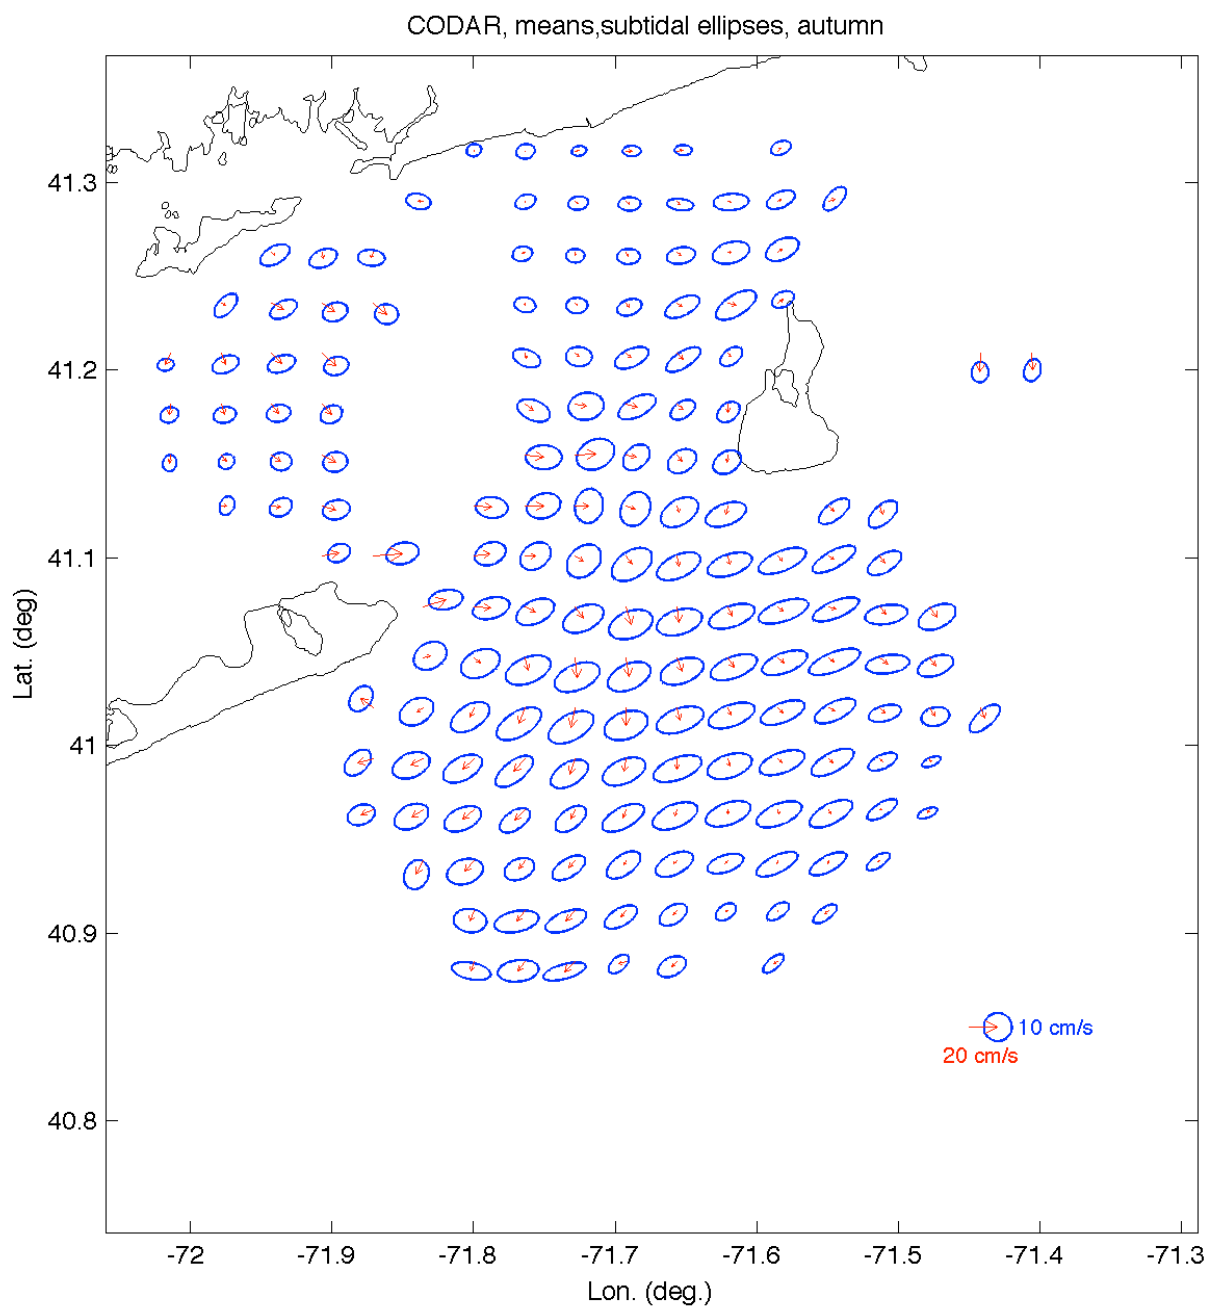 CODAR, means,subtidal ellipses, autumn
41.3
41.2
41.1
41
40.9
40.8
Lat. (deg)
10 cm/s
20 cm/s
-72
-71.9
-71.8
-71.7
-71.6
-71.5
-71.4
-71.3
Lon. (deg.)